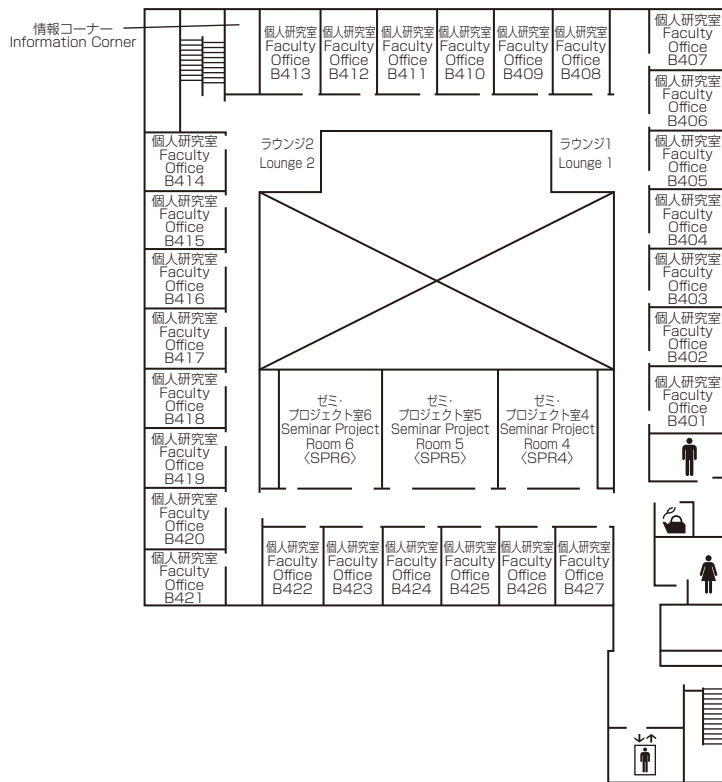 情報コーナー
Information Corner
個人研究室
Faculty
Office
B413
個人研究室
Faculty
Office
B412
個人研究室
Faculty
Office
B411
個人研究室
Faculty
Office
B410
個人研究室
Faculty
Office
B409
個人研究室
Faculty
Office
B408
個人研究室
Faculty
Office
B407
個人研究室
Faculty
Office
B406
個人研究室
Faculty
Office
B405
個人研究室
Faculty
Office
B404
個人研究室
Faculty
Office
B403
個人研究室
Faculty
Office
B402
個人研究室
Faculty
Office
B401
ラウンジ2
Lounge 2
ラウンジ1
Lounge 1
個人研究室
Faculty
Office
B414
個人研究室
Faculty
Office
B415
個人研究室
Faculty
Office
B416
個人研究室
Faculty
Office
B417
個人研究室
Faculty
Office
B418
個人研究室
Faculty
Office
B419
個人研究室
Faculty
Office
B420
個人研究室
Faculty
Office
B421
ゼミ・
プロジェクト室6
Seminar Project
Room 6
〈SPR6〉
ゼミ・
プロジェクト室5
Seminar Project
Room 5
〈SPR5〉
ゼミ・
プロジェクト室4
Seminar Project
Room 4
〈SPR4〉
個人研究室
Faculty
Office
B422
個人研究室
Faculty
Office
B423
個人研究室
Faculty
Office
B424
個人研究室
Faculty
Office
B425
個人研究室
Faculty
Office
B426
個人研究室
Faculty
Office
B427